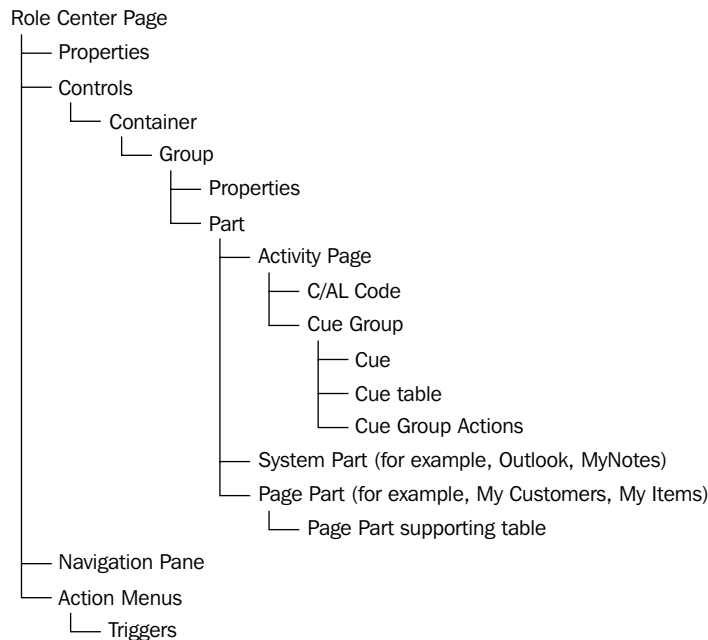 Role Center Page
Properties
Controls
Container
Group
Properties
Part
Activity Page
C/AL Code
Cue Group
Cue
Cue table
Cue Group Actions
System Part (for example, Outlook, MyNotes)
Page Part (for example, My Customers, My Items)
Page Part supporting table
Navigation Pane
Action Menus
Triggers